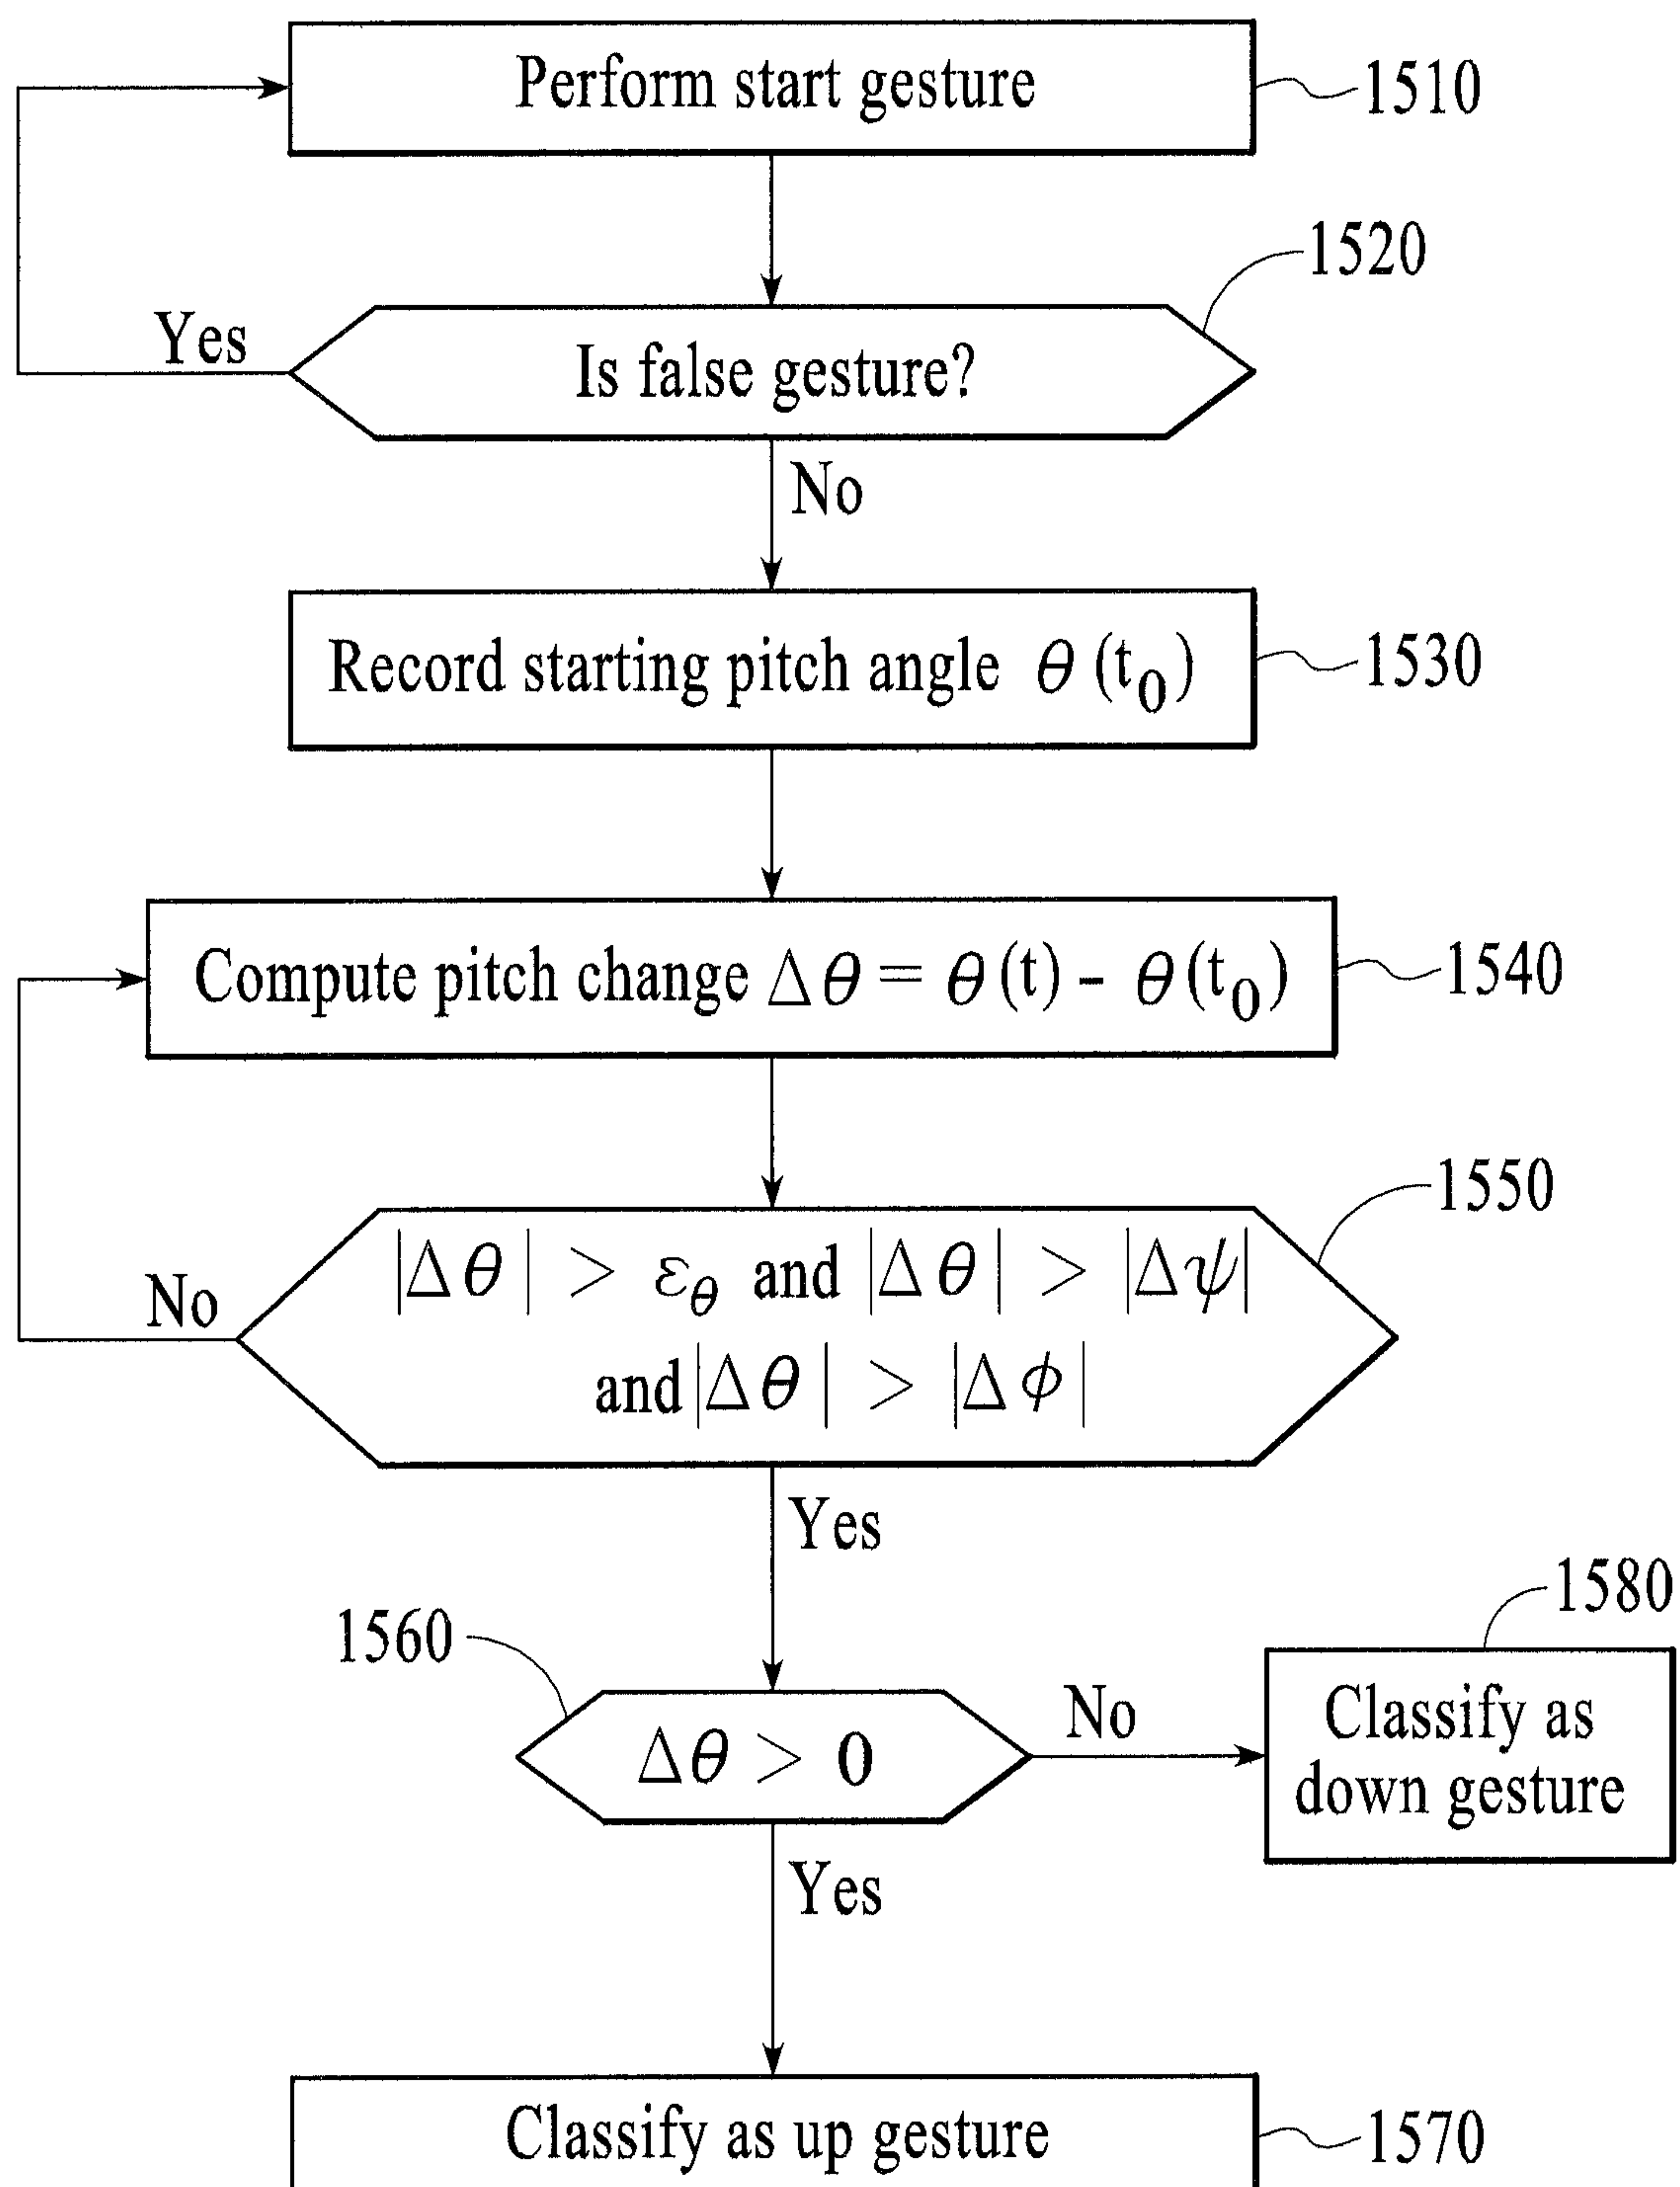 Perform start gesture
1510
1520
Yes
Is false gesture?
No
Record starting pitch angle θ (t₀)
1530
Compute pitch change Δθ = θ(t) - θ(t₀)
1540
1550
|Δθ| > εθ and |Δθ| > |Δψ|
No
and |Δθ| > |Δϕ|
Yes
1580
1560
Δθ > 0
No
Classify as
down gesture
Yes
Classify as up gesture
1570